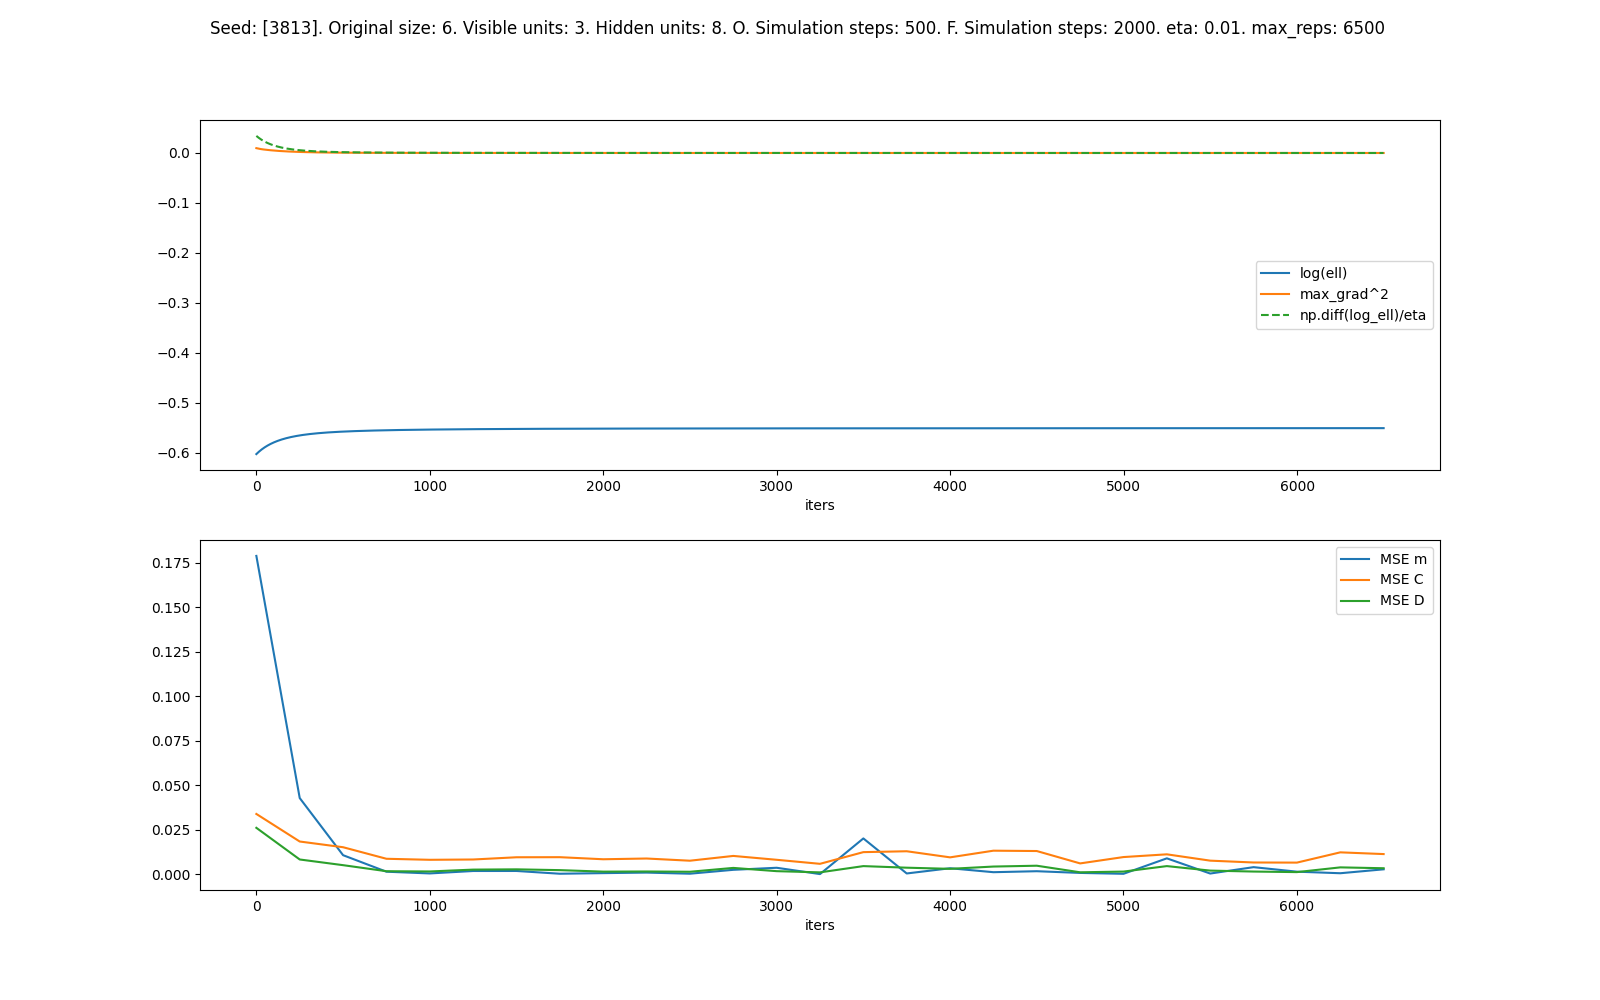 Seed: [3813]. Original size: 6. Visible units: 3. Hidden units: 8. O. Simulation steps: 500. F. Simulation steps: 2000. eta: 0.01. max_reps: 6500
0.0
−0.1
−0.2
−0.3
−0.4
−0.5
−0.6
log(ell)
max_grad^2
np.diff(log_ell)/eta
0 1000 2000 3000 4000 5000 6000
iters
0.175
0.150
0.125
0.100
0.075
0.050
0.025
0.000
MSE m
MSE C
MSE D
0 1000 2000 3000 4000 5000 6000
iters